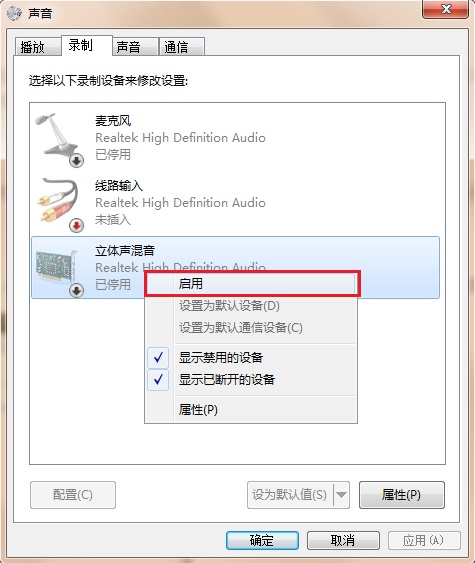 声音
播放 录制 声音 通信
选择以下录制设备来修改设置:
麦克风
Realtek High Definition Audio
已停用
线路输入
Realtek High Definition Audio
未插入
立体声混音
Realtek High Definition Audio
已停用
启用
设置为默认设备(D)
设置为默认通信设备(C)
显示禁用的设备
显示已断开的设备
属性(P)
配置(C) 设为默认值(S) 属性(P)
确定 取消 应用(A)